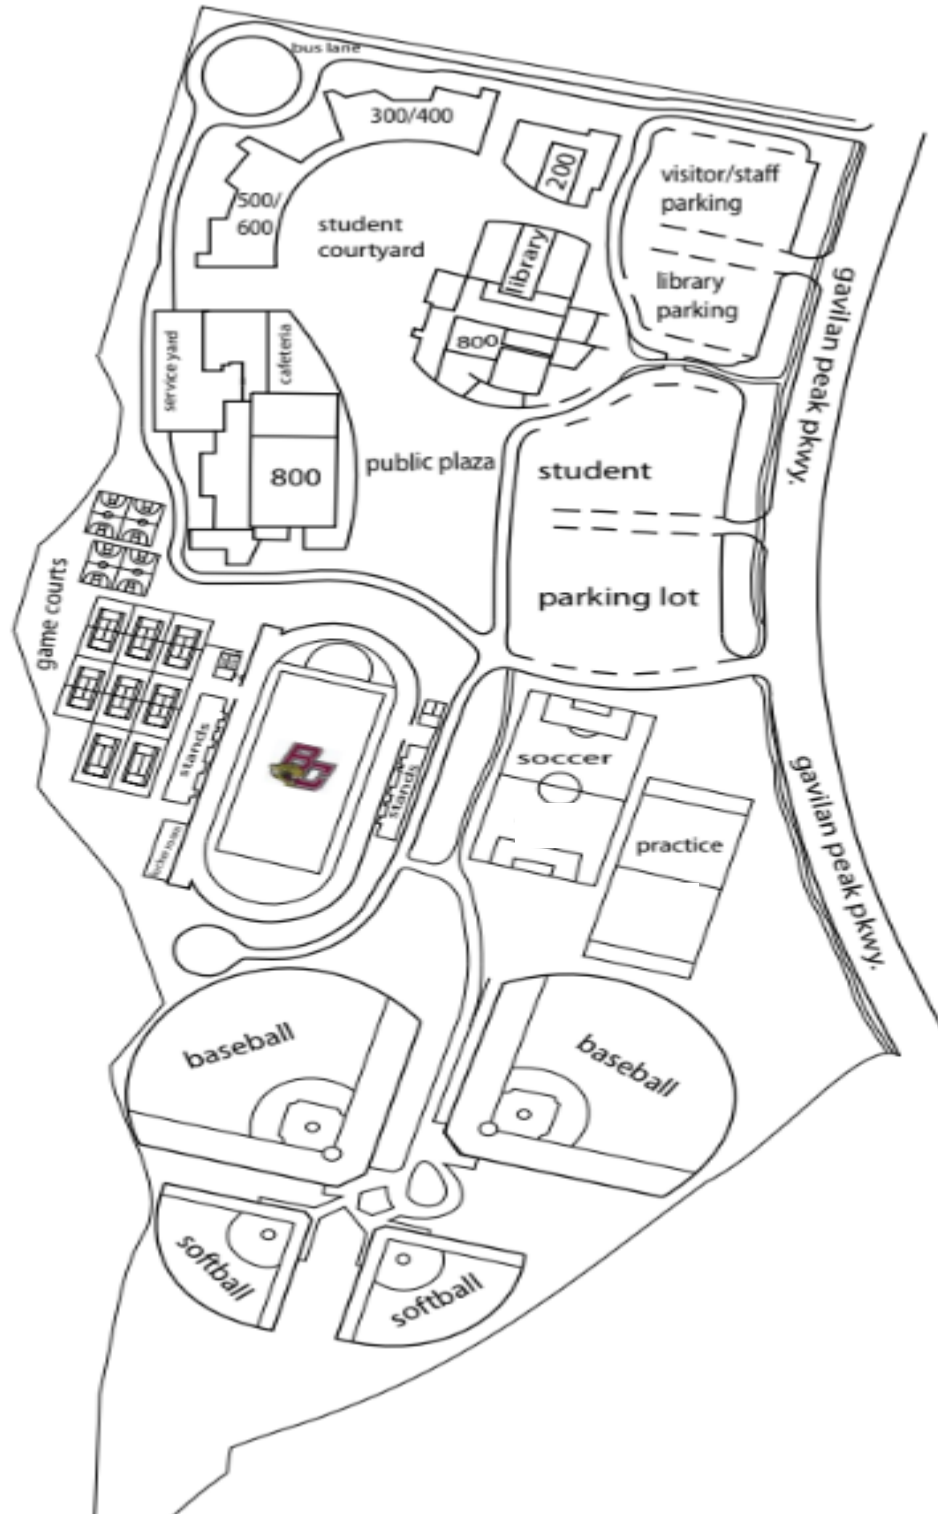 bus lane
300/400
200
visitor/staff
parking
500/
600
student
courtyard
library
library
parking
gavilan peak pkwy.
800
service yard
cafeteria
public plaza
student
800
game courts
parking lot
stands
BC
stands
soccer
practice
gavilan peak pkwy.
baseball
baseball
softball
softball